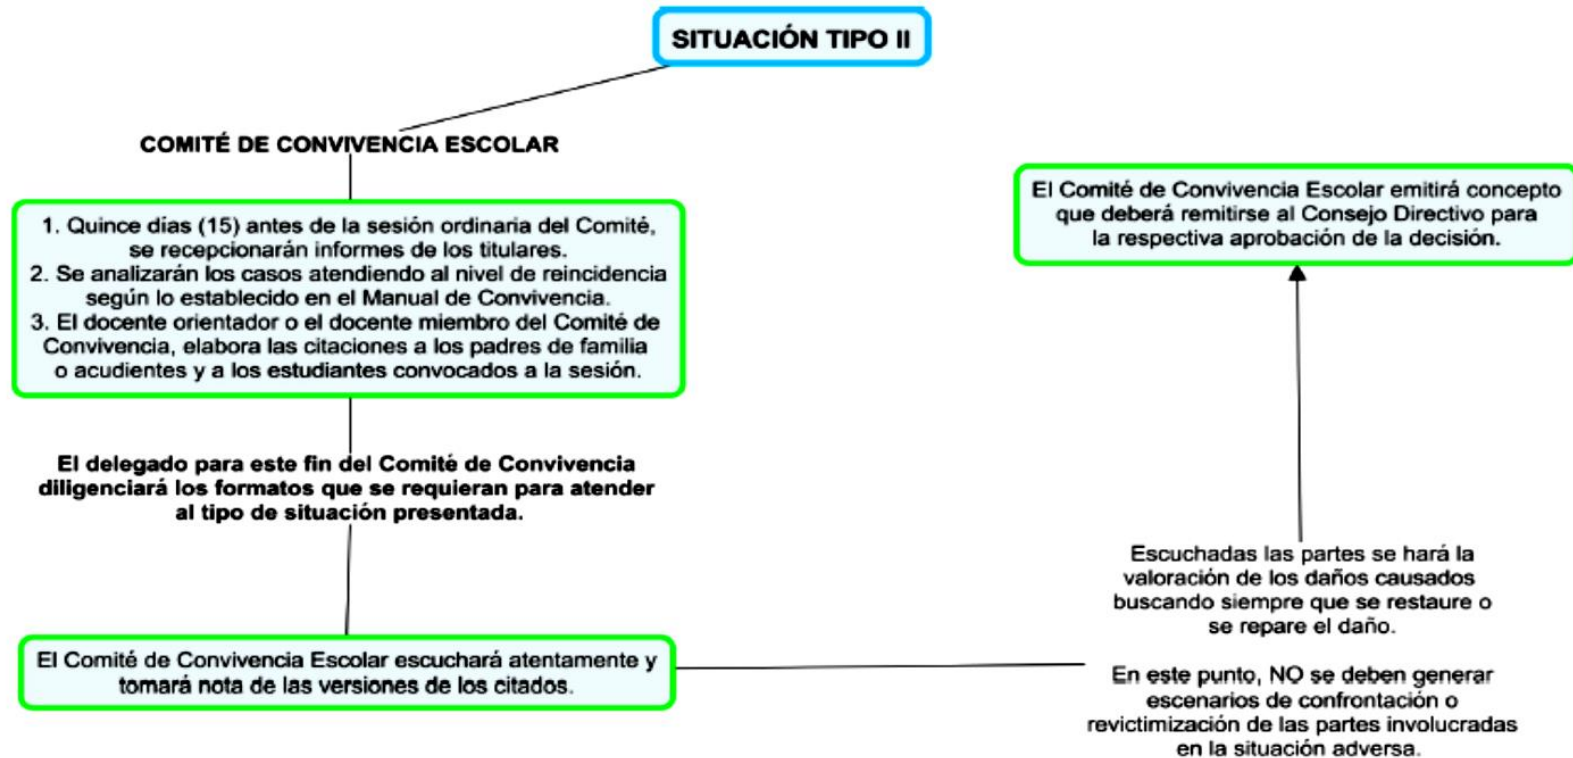 SITUACIÓN TIPO II
COMITÉ DE CONVIVENCIA ESCOLAR
1. Quince días (15) antes de la sesión ordinaria del Comité,
se recepcionarán informes de los titulares.
2. Se analizarán los casos atendiendo al nivel de reincidencia
según lo establecido en el Manual de Convivencia.
3. El docente orientador o el docente miembro del Comité de
Convivencia, elabora las citaciones a los padres de familia
o acudientes y a los estudiantes convocados a la sesión.
El delegado para este fin del Comité de Convivencia
diligenciará los formatos que se requieran para atender
al tipo de situación presentada.
El Comité de Convivencia Escolar escuchará atentamente y
tomará nota de las versiones de los citados.
Escuchadas las partes se hará la
valoración de los daños causados
buscando siempre que se restaure o
se repare el daño.
En este punto, NO se deben generar
escenarios de confrontación o
revictimización de las partes involucradas
en la situación adversa.
El Comité de Convivencia Escolar emitirá concepto
que deberá remitirse al Consejo Directivo para
la respectiva aprobación de la decisión.